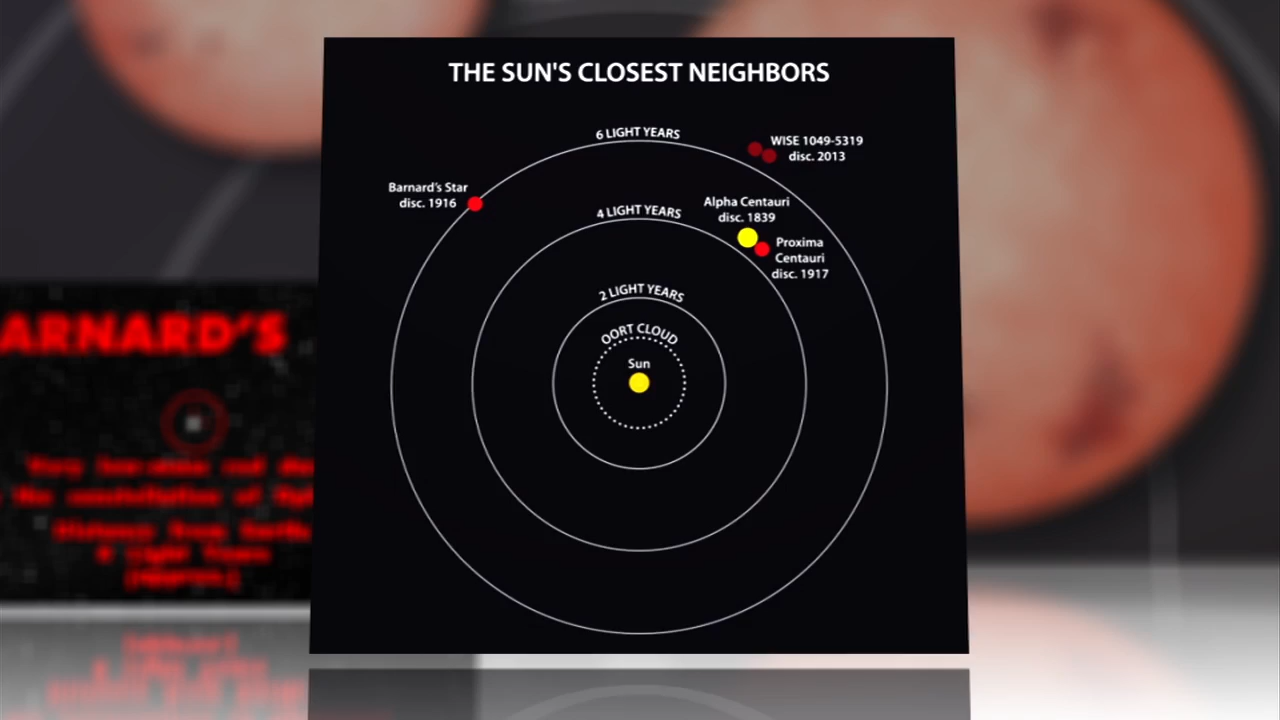 THE SUN'S CLOSEST NEIGHBORS
6 LIGHT YEARS
WISE 1049-5319
disc. 2013
Barnard's Star
disc. 1916
Alpha Centauri
disc. 1839
4 LIGHT YEARS
Proxima
Centauri
disc. 1917
2 LIGHT YEARS
OORT CLOUD
Sun
ARNARD'S